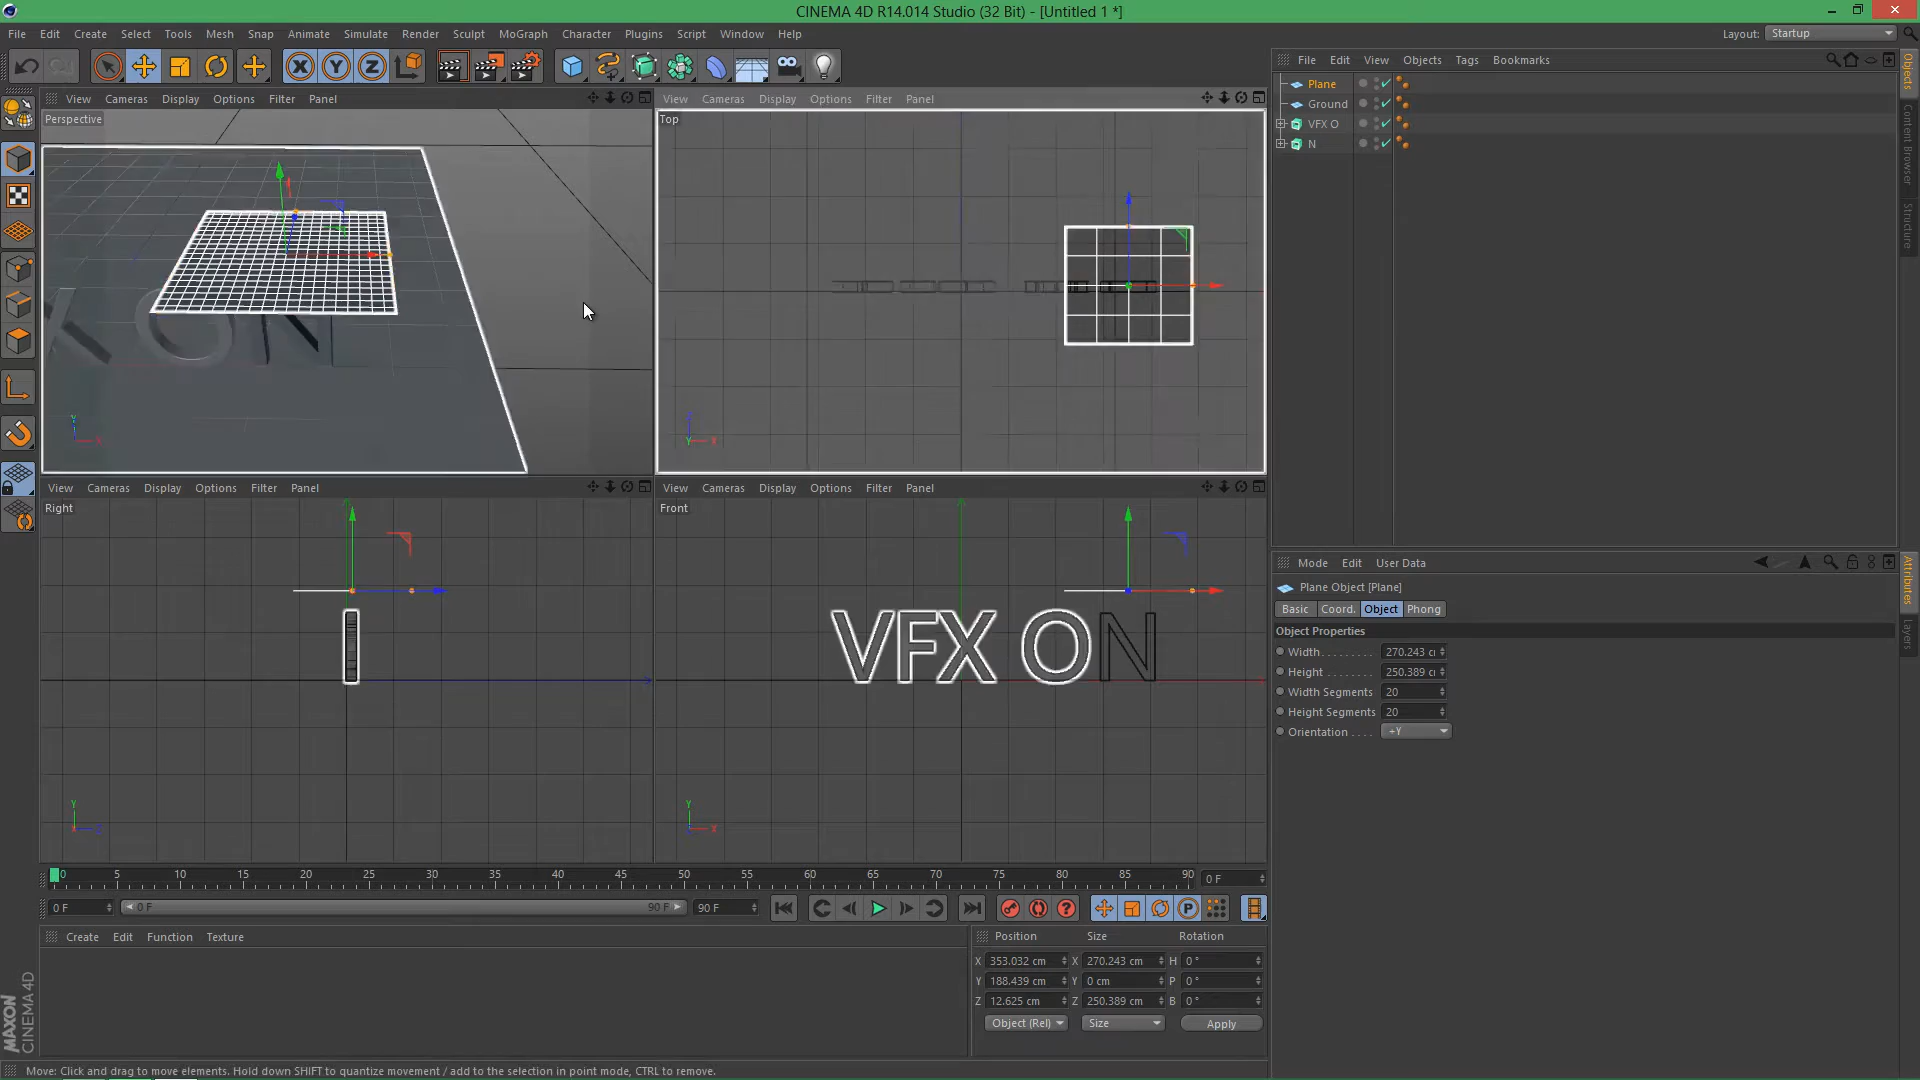 CINEMA 4D R14.014 Studio (32 Bit) - [Untitled 1 *]
File Edit Create Select Tools Mesh Snap Animate Simulate Render Sculpt MoGraph Character Plugins Script Window Help
Layout: Startup
File Edit View Objects Tags Bookmarks
Plane
Ground
VFX O
N
Objects
Content Browser
Structure
View Cameras Display Options Filter Panel
Perspective
X ON
Y
X
View Cameras Display Options Filter Panel
Top
Y X
View Cameras Display Options Filter Panel
Right
Y
View Cameras Display Options Filter Panel
Front
VFX ON
Y
X
Mode Edit User Data
Plane Object [Plane]
Basic Coord. Object Phong
Object Properties
Width 270.243 c
Height 250.389 c
Width Segments 20
Height Segments 20
Orientation +Y
Attributes
Layers
0 5 10 15 20 25 30 35 40 45 50 55 60 65 70 75 80 85 90 0 F
0 F 0 F 90 F 90 F
Create Edit Function Texture
Position Size Rotation
X 353.032 cm X 270.243 cm H 0 °
Y 188.439 cm Y 0 cm P 0 °
Z 12.625 cm Z 250.389 cm B 0 °
Object (Rel) Size Apply
MAXON
CINEMA 4D
Move: Click and drag to move elements. Hold down SHIFT to quantize movement / add to the selection in point mode, CTRL to remove.